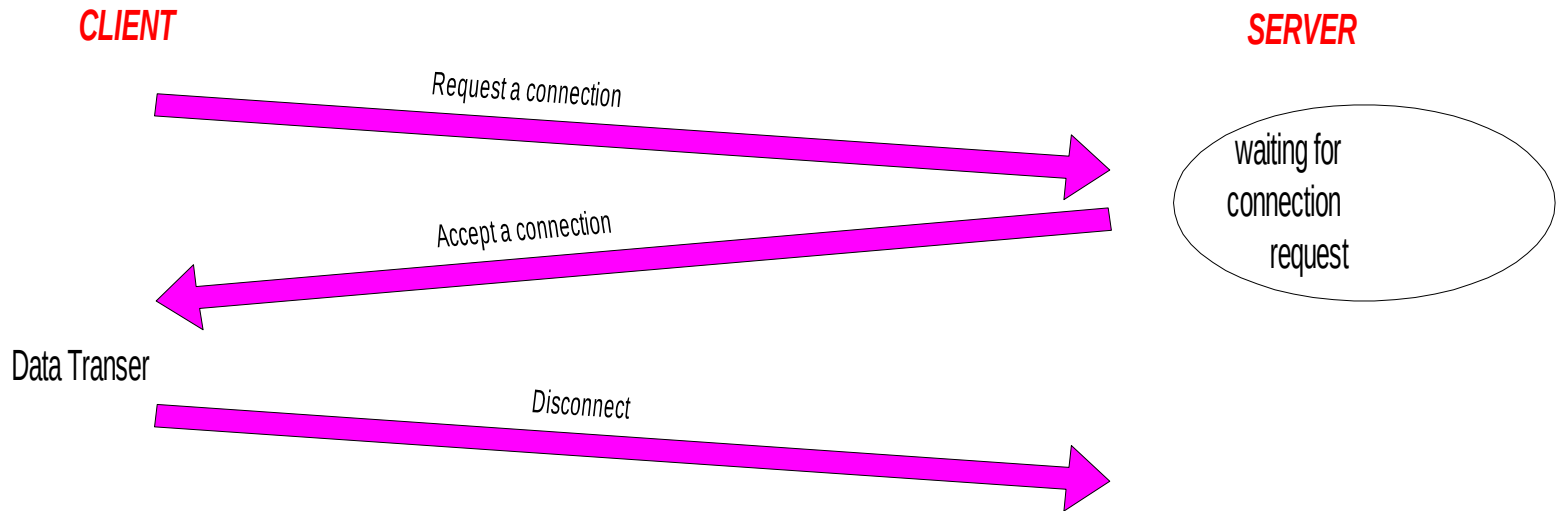 CLIENT
SERVER
Request a connection
waiting for
connection
request
Accept a connection
Data Transer
Disconnect